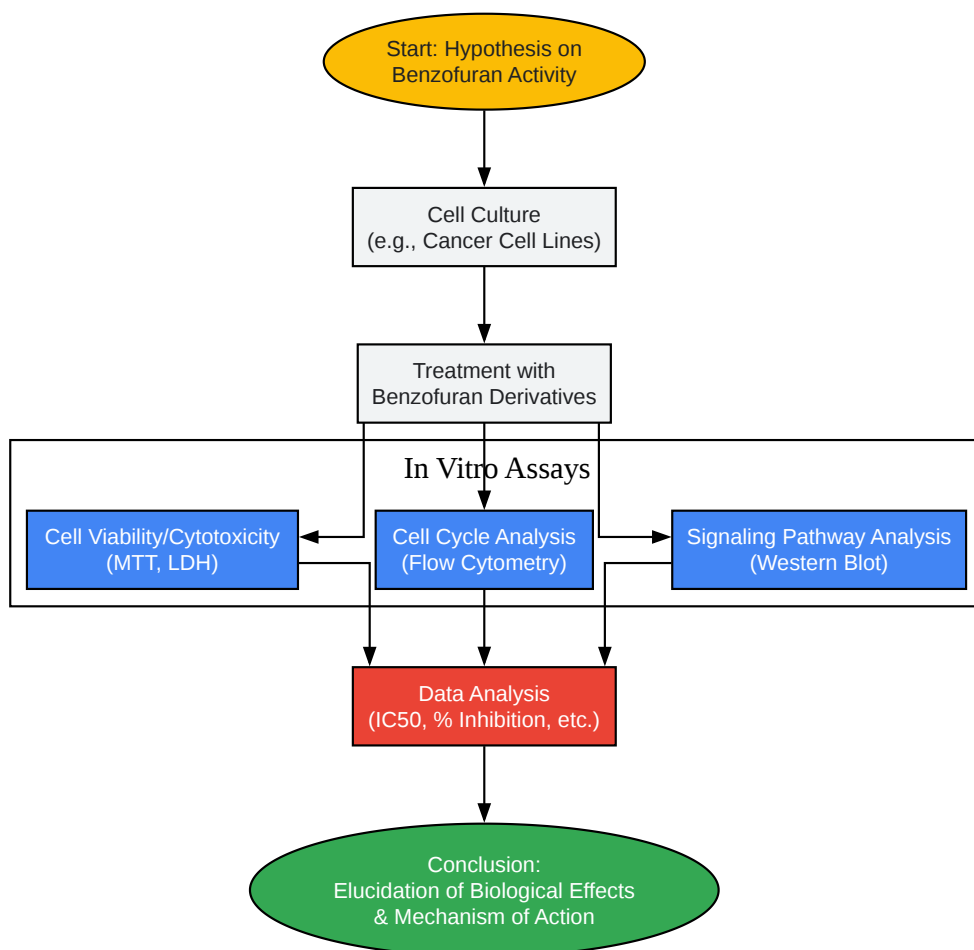 Start: Hypothesis on
Benzofuran Activity
Cell Culture
(e.g., Cancer Cell Lines)
Treatment with
Benzofuran Derivatives
In Vitro Assays
Cell Viability/Cytotoxicity
(MTT, LDH)
Cell Cycle Analysis
(Flow Cytometry)
Signaling Pathway Analysis
(Western Blot)
Data Analysis
(IC50, % Inhibition, etc.)
Conclusion:
Elucidation of Biological Effects
& Mechanism of Action